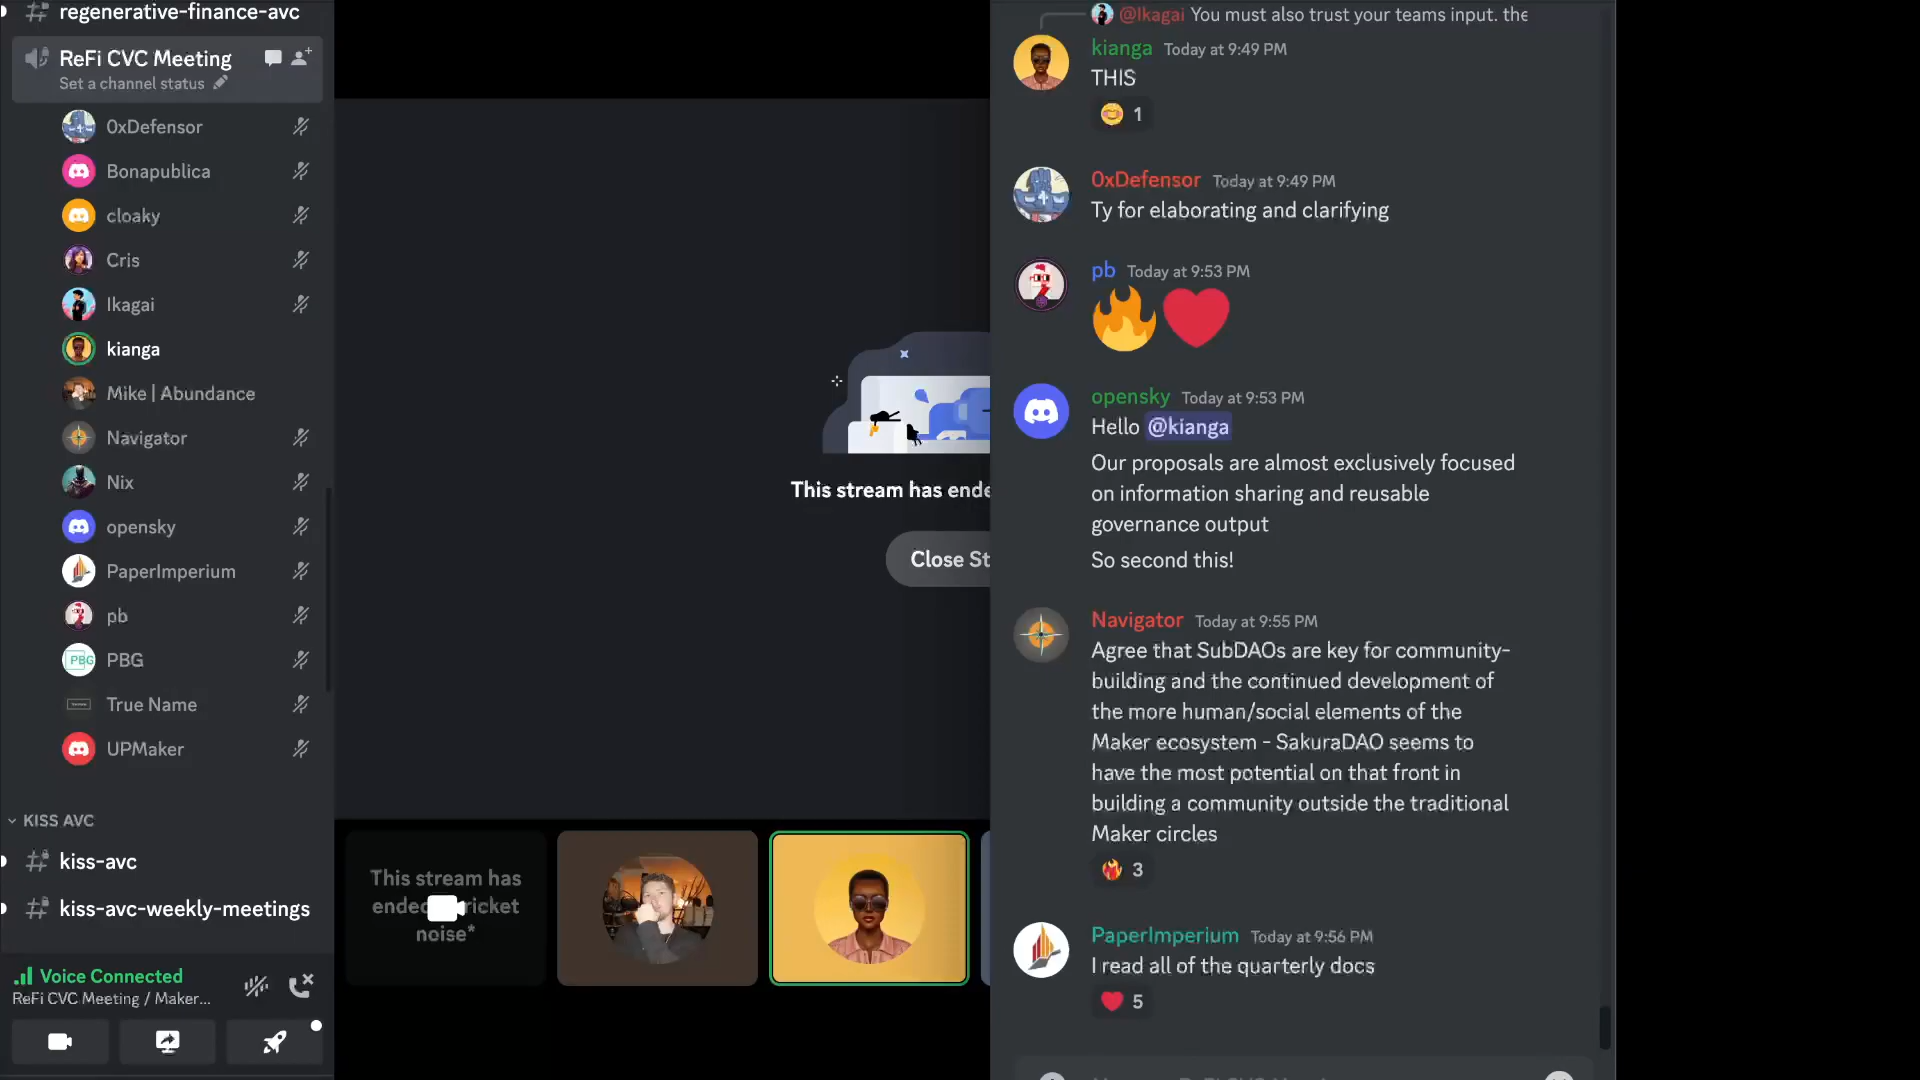 regenerative-finance-avc
ReFi CVC Meeting
Set a channel status
0xDefensor
Bonapublica
cloaky
Cris
Ikagai
kianga
Mike | Abundance
Navigator
Nix
opensky
PaperImperium
pb
PBG
PBG
True Name
UPMaker
KISS AVC
kiss-avc
kiss-avc-weekly-meetings
Voice Connected
ReFi CVC Meeting / Maker...
This stream has ende
Close St
This stream has
ended
ricket
noise*
@Ikagai You must also trust your teams input. the
kianga Today at 9:49 PM
THIS
1
0xDefensor Today at 9:49 PM
Ty for elaborating and clarifying
pb Today at 9:53 PM
opensky Today at 9:53 PM
Hello @kianga
Our proposals are almost exclusively focused
on information sharing and reusable
governance output
So second this!
Navigator Today at 9:55 PM
Agree that SubDAOs are key for community-
building and the continued development of
the more human/social elements of the
Maker ecosystem - SakuraDAO seems to
have the most potential on that front in
building a community outside the traditional
Maker circles
3
PaperImperium Today at 9:56 PM
I read all of the quarterly docs
5